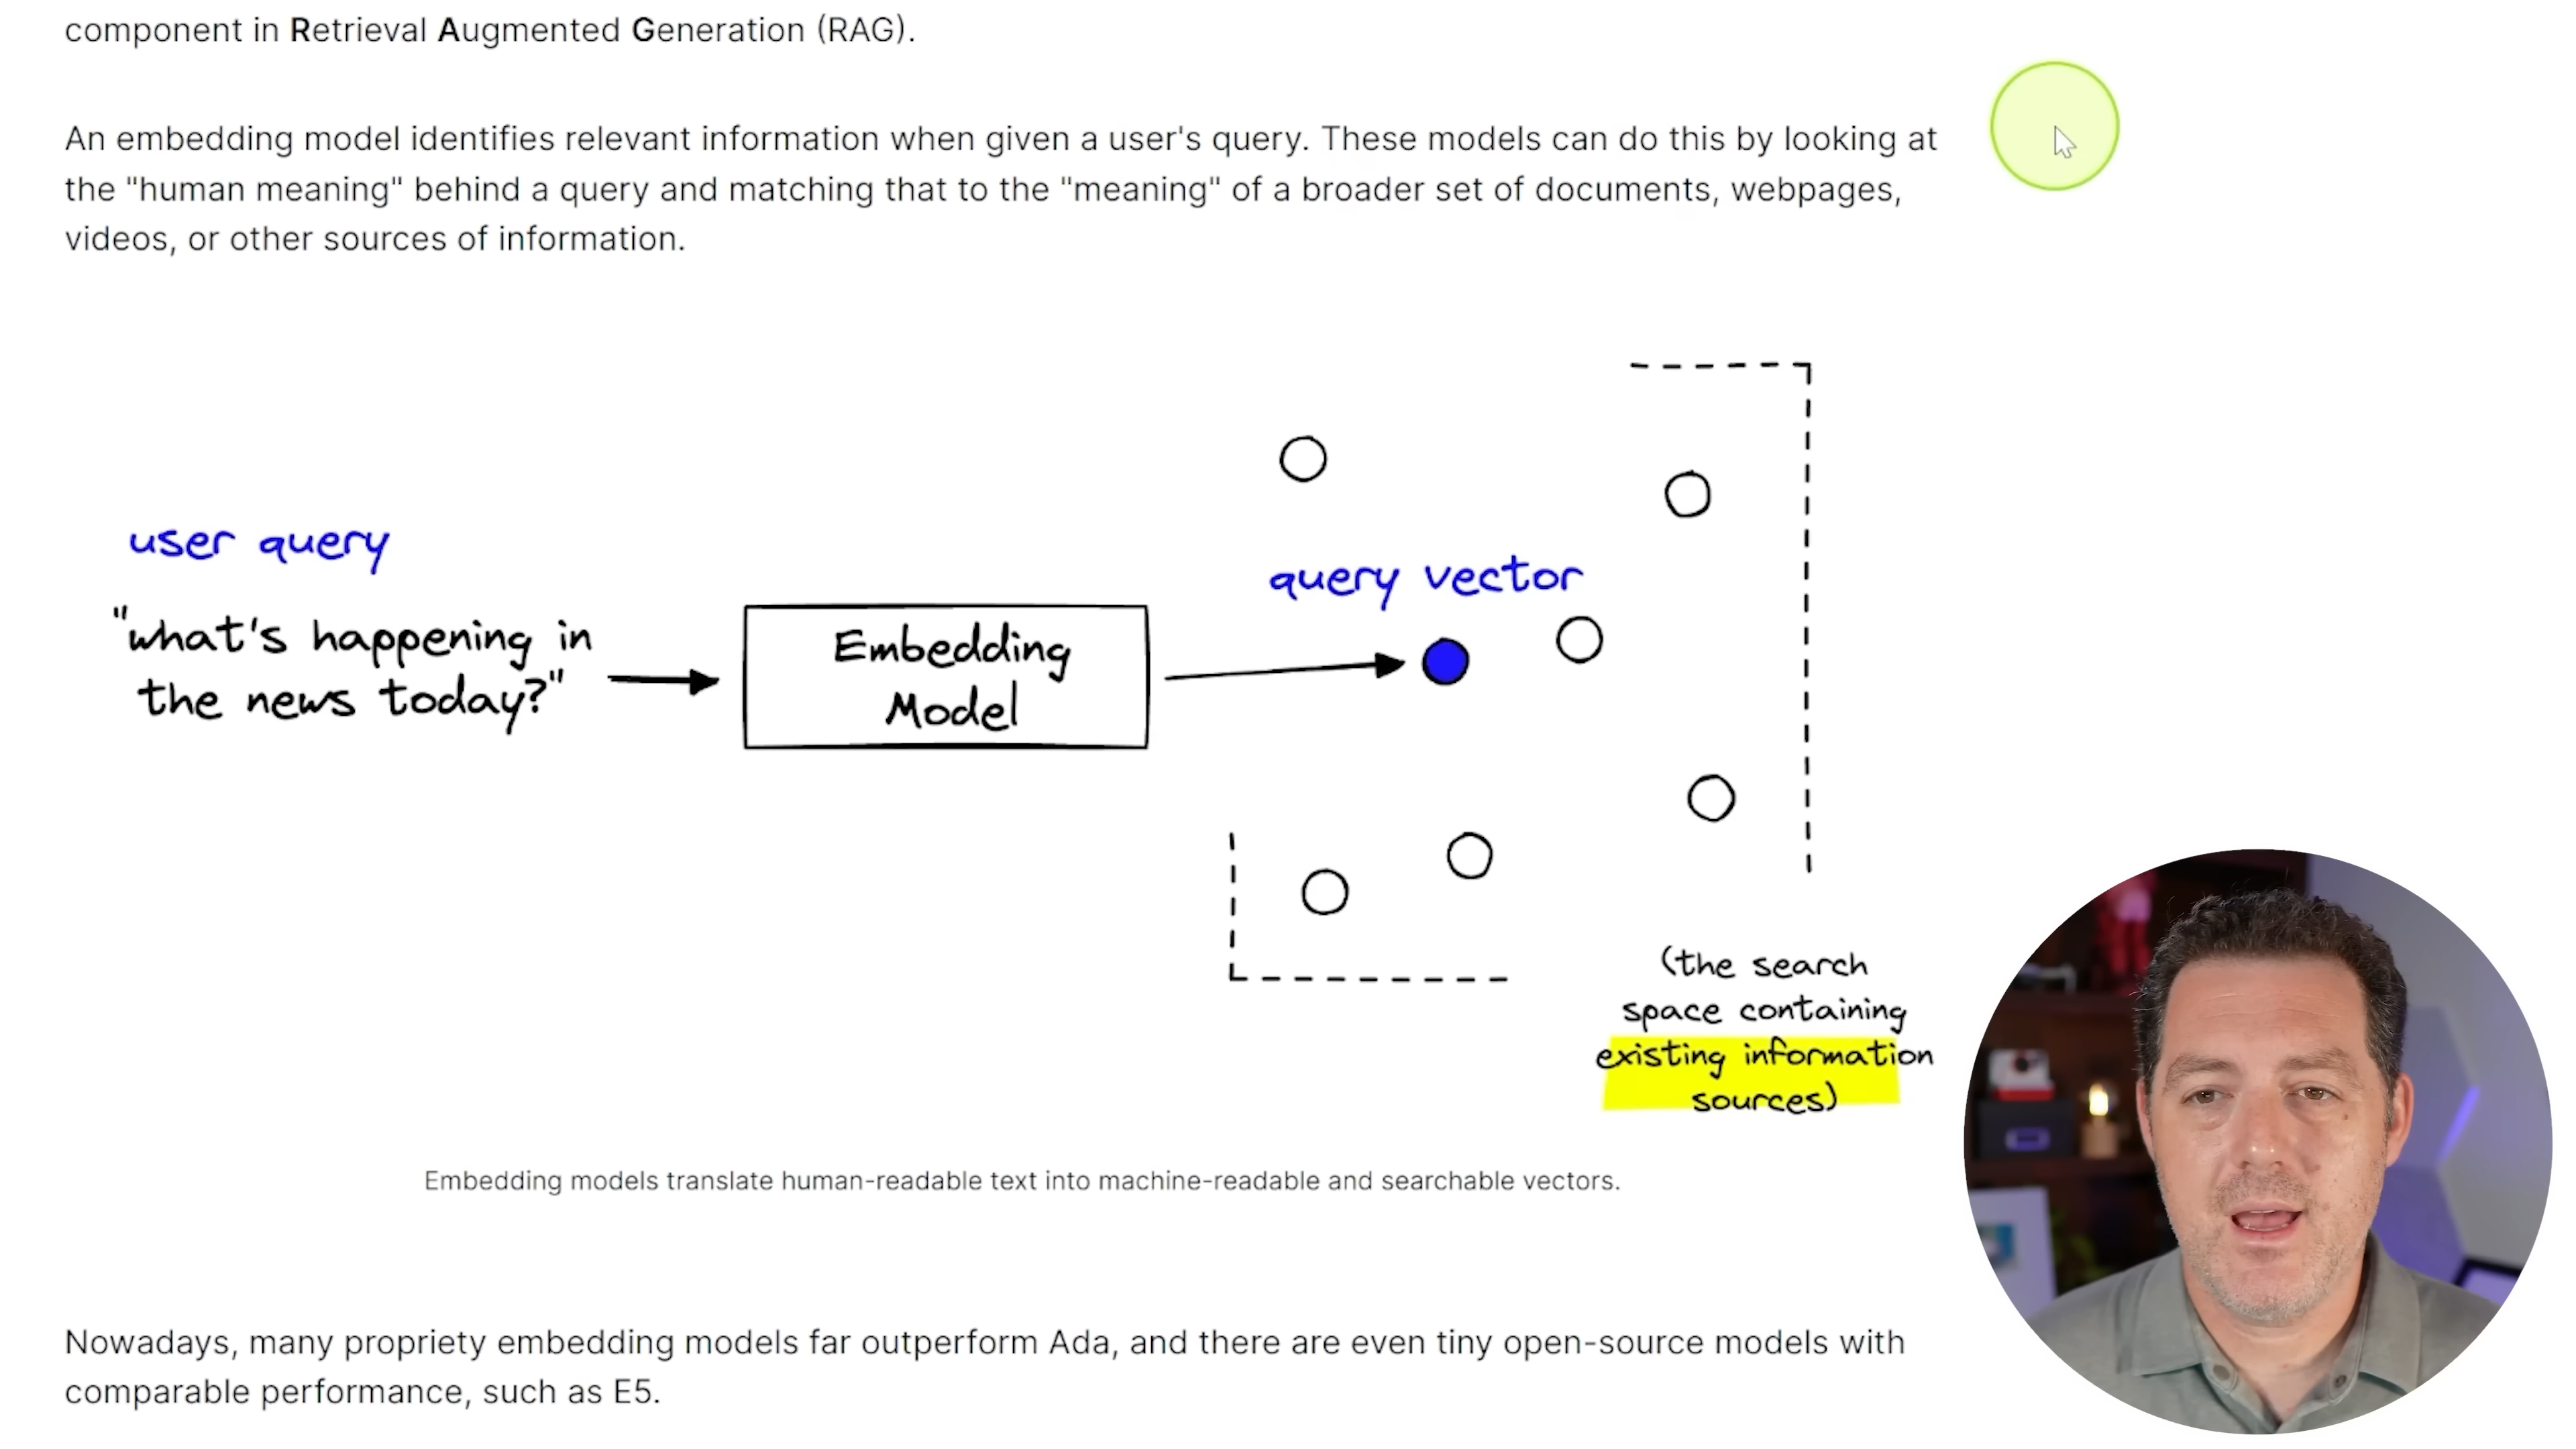 component in Retrieval Augmented Generation (RAG).
An embedding model identifies relevant information when given a user's query. These models can do this by looking at
the "human meaning" behind a query and matching that to the "meaning" of a broader set of documents, webpages,
videos, or other sources of information.
user query
"what's happening in
the news today?"
Embedding
Model
query vector
(the search
space containing
existing information
sources)
Embedding models translate human-readable text into machine-readable and searchable vectors.
Nowadays, many propriety embedding models far outperform Ada, and there are even tiny open-source models with
comparable performance, such as E5.